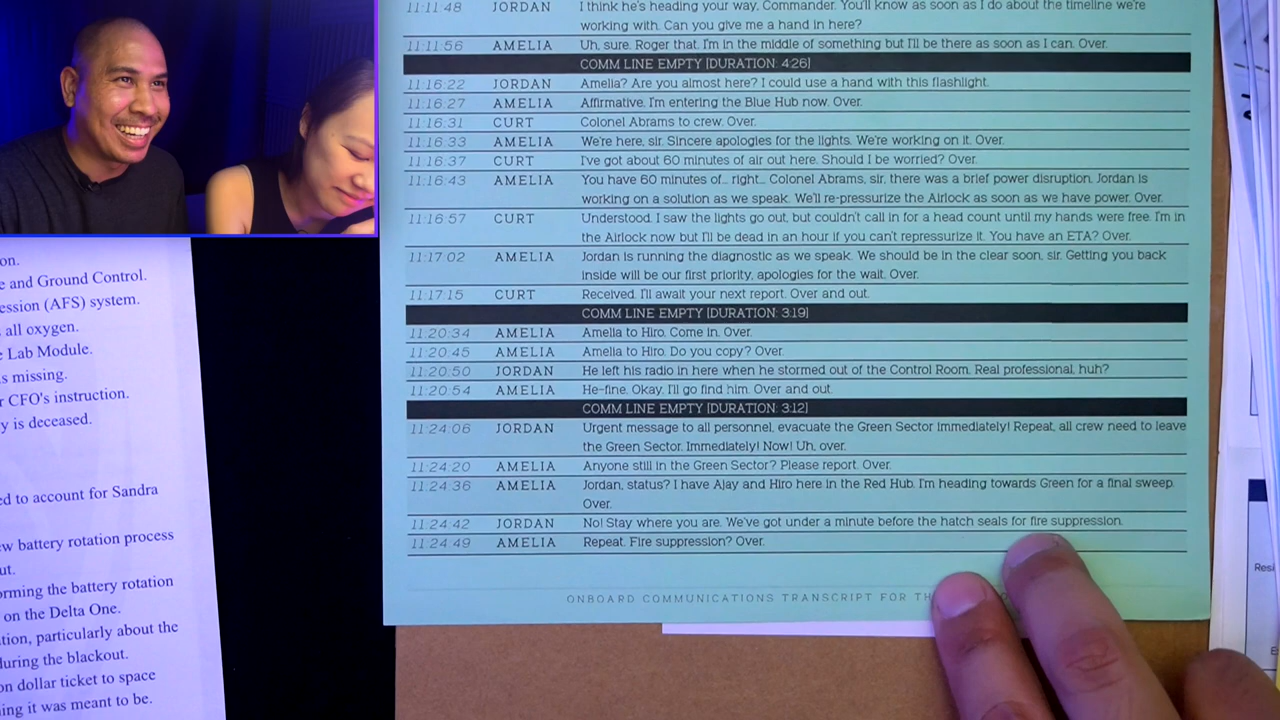 11:11:48 JORDAN I think he's heading your way, Commander. You'll know as soon as I do about the timeline we're
working with. Can you give me a hand in here?
11:11:56 AMELIA Uh, sure. Roger that. I'm in the middle of something but I'll be there as soon as I can. Over.
COMM LINE EMPTY [DURATION: 4:26]
11:16:22 JORDAN Amelia? Are you almost here? I could use a hand with this flashlight.
11:16:27 AMELIA Affirmative. I'm entering the Blue Hub now. Over.
11:16:31 CURT Colonel Abrams to crew. Over.
11:16:33 AMELIA We're here, sir. Sincere apologies for the lights. We're working on it. Over.
11:16:37 CURT I've got about 60 minutes of air out here. Should I be worried? Over.
11:16:43 AMELIA You have 60 minutes of... right... Colonel Abrams, sir, there was a brief power disruption. Jordan is
working on a solution as we speak. We'll re-pressurize the Airlock as soon as we have power. Over.
11:16:57 CURT Understood. I saw the lights go out, but couldn't call in for a head count until my hands were free. I'm in
the Airlock now but I'll be dead in an hour if you can't repressurize it. You have an ETA? Over.
11:17:02 AMELIA Jordan is running the diagnostic as we speak. We should be in the clear soon, sir. Getting you back
inside will be our first priority, apologies for the wait. Over.
11:17:15 CURT Received. I'll await your next report. Over and out.
COMM LINE EMPTY [DURATION: 3:19]
11:20:34 AMELIA Amelia to Hiro. Come in. Over.
11:20:45 AMELIA Amelia to Hiro. Do you copy? Over.
11:20:50 JORDAN He left his radio in here when he stormed out of the Control Room. Real professional, huh?
11:20:54 AMELIA He-fine. Okay. I'll go find him. Over and out.
COMM LINE EMPTY [DURATION: 3:12]
11:24:06 JORDAN Urgent message to all personnel, evacuate the Green Sector immediately! Repeat, all crew need to leave
the Green Sector. Immediately! Now! Uh, over.
11:24:20 AMELIA Anyone still in the Green Sector? Please report. Over.
11:24:36 AMELIA Jordan, status? I have Ajay and Hiro here in the Red Hub. I'm heading towards Green for a final sweep.
Over.
11:24:42 JORDAN No! Stay where you are. We've got under a minute before the hatch seals for fire suppression.
11:24:49 AMELIA Repeat. Fire suppression? Over.
ONBOARD COMMUNICATIONS TRANSCRIPT FOR
on.
e and Ground Control.
ession (AFS) system.
all oxygen.
e Lab Module.
s missing.
r CFO's instruction.
y is deceased.
ed to account for Sandra
ew battery rotation process
ut.
orming the battery rotation
on the Delta One.
tion, particularly about the
during the blackout.
on dollar ticket to space
ning it was meant to be.